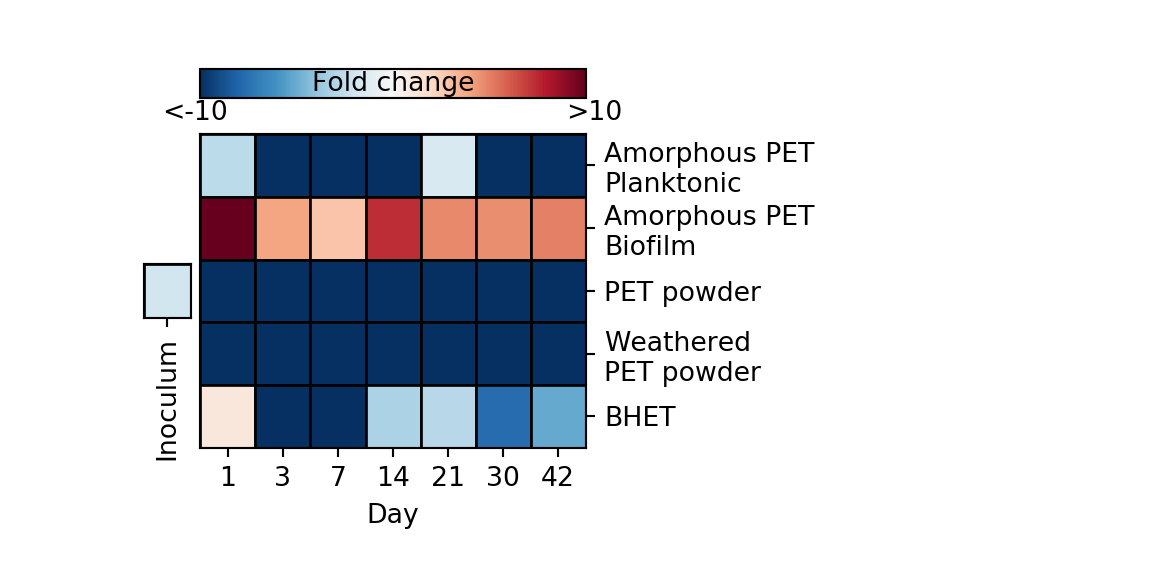 Fold change
<-10 >10
Amorphous PET
Planktonic
Amorphous PET
Biofilm
PET powder
Weathered
PET powder
BHET
Inoculum
1 3 7 14 21 30 42
Day